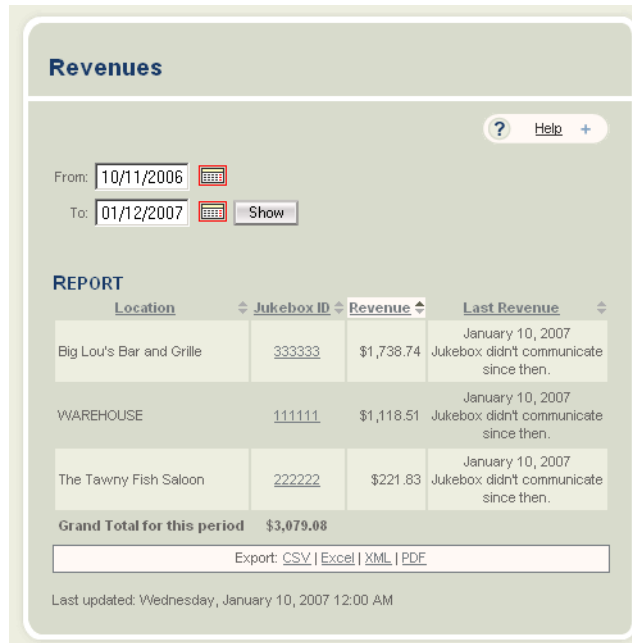 Revenues
? Help +
From: 10/11/2006
To: 01/12/2007 Show
REPORT
Location Jukebox ID Revenue Last Revenue
Big Lou's Bar and Grille 333333 $1,738.74 January 10, 2007
Jukebox didn't communicate
since then.
WAREHOUSE 111111 $1,118.51 January 10, 2007
Jukebox didn't communicate
since then.
The Tawny Fish Saloon 222222 $221.83 January 10, 2007
Jukebox didn't communicate
since then.
Grand Total for this period $3,079.08
Export: CSV | Excel | XML | PDF
Last updated: Wednesday, January 10, 2007 12:00 AM